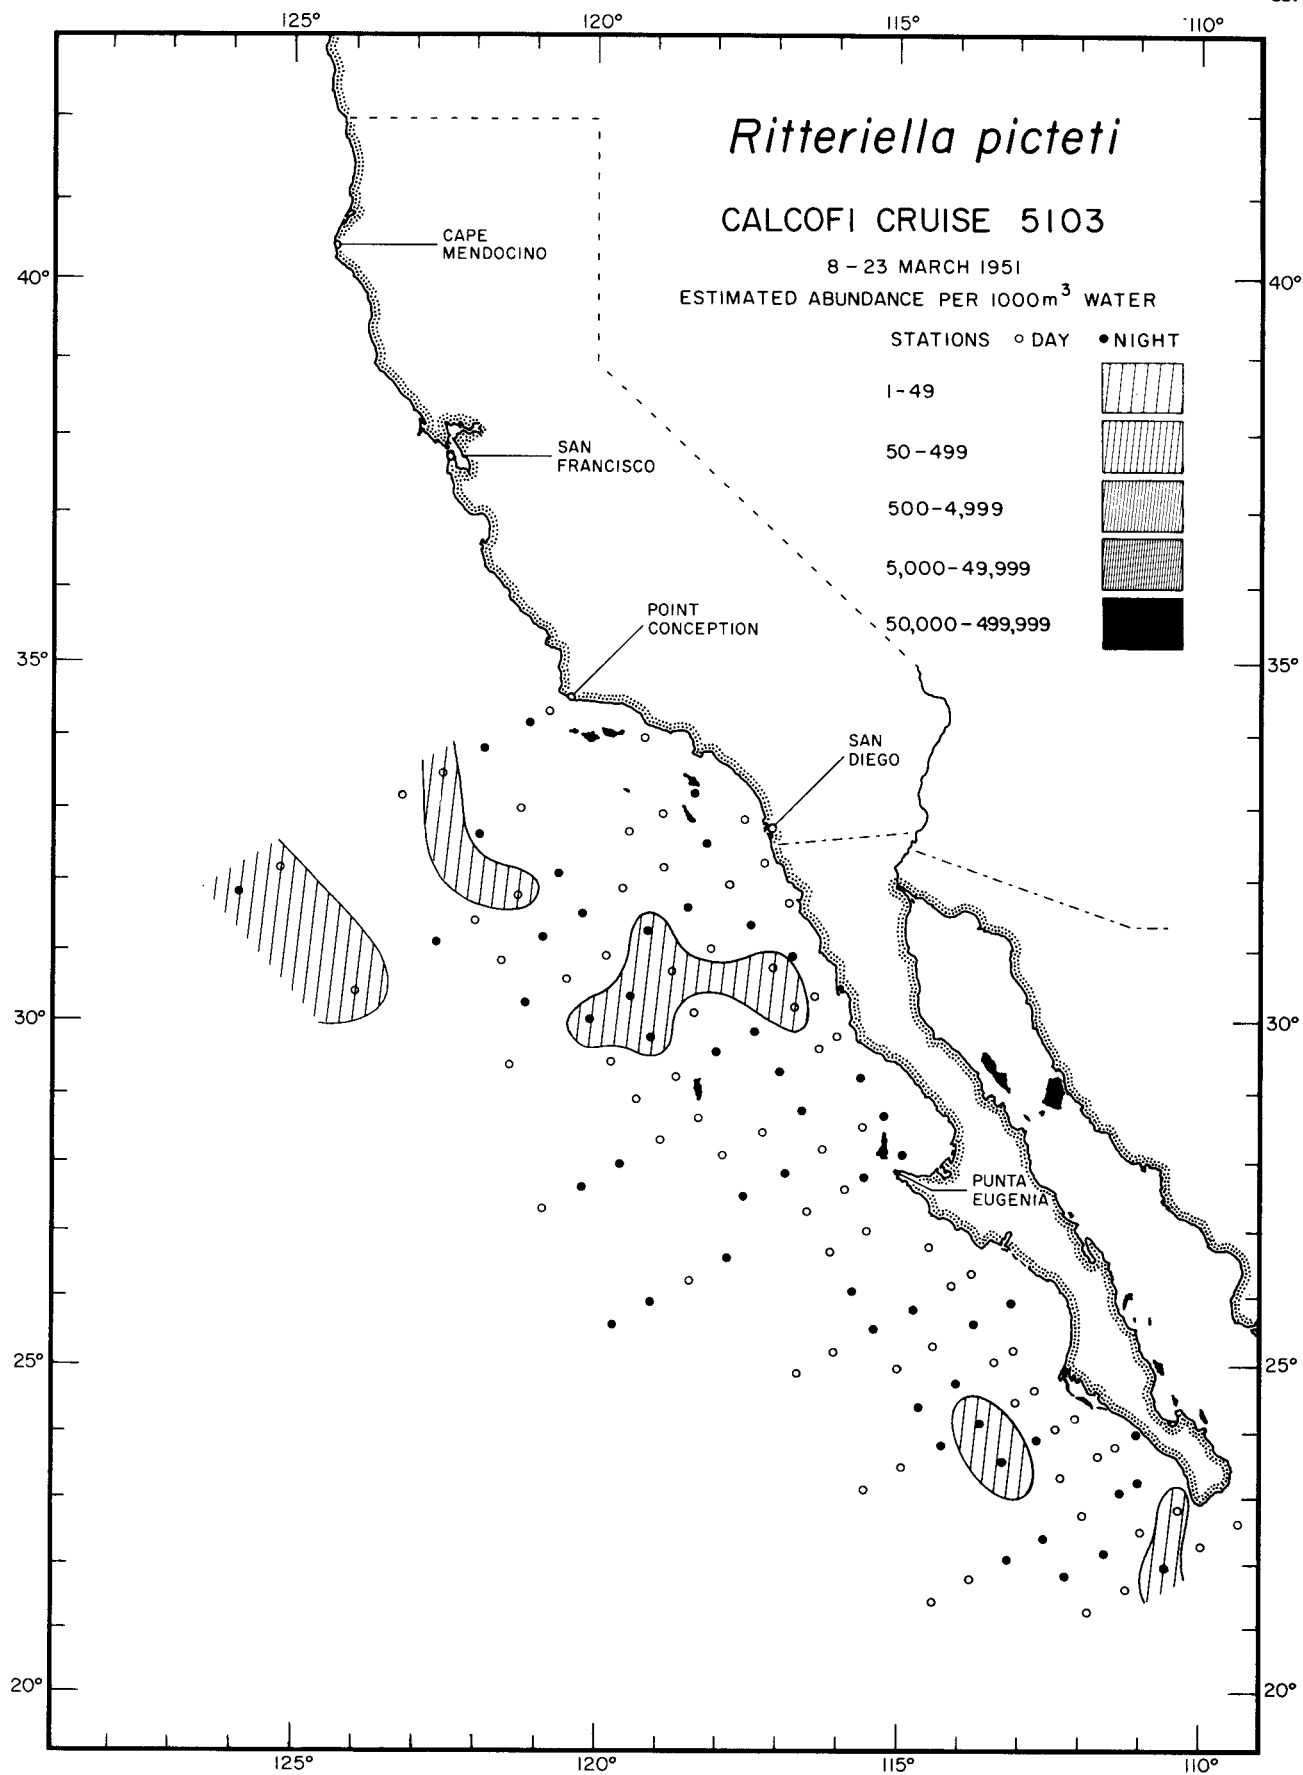 125°
120°
115°
110°
Ritteriella picteti
CALCOFI CRUISE 5103
8-23 MARCH 1951
ESTIMATED ABUNDANCE PER 1000m³ WATER
STATIONS ○ DAY ● NIGHT
1-49
50-499
500-4,999
5,000-49,999
50,000-499,999
CAPE
MENDOCINO
40°
40°
SAN
FRANCISCO
POINT
CONCEPTION
35°
35°
SAN
DIEGO
30°
30°
PUNTA
EUGENIA
25°
25°
20°
20°
125°
120°
115°
110°